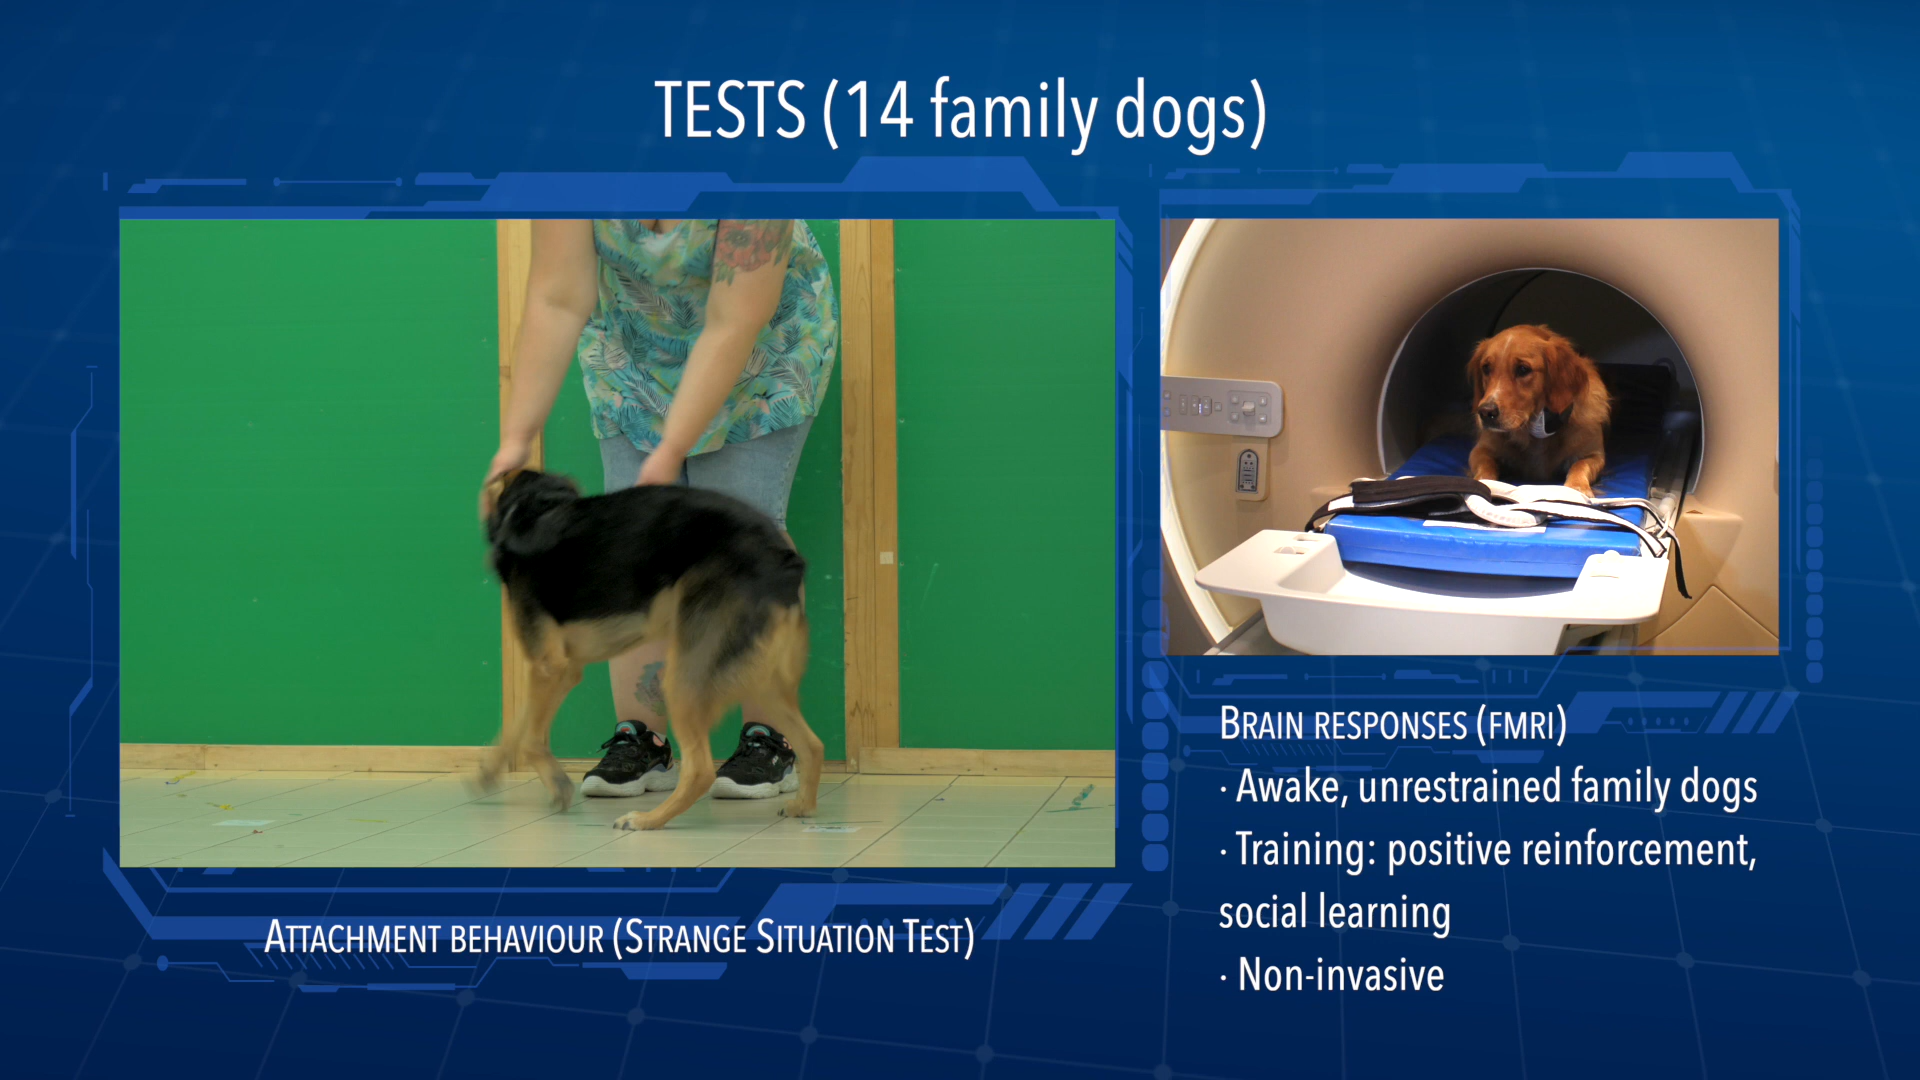 TESTS (14 family dogs)
ATTACHMENT BEHAVIOUR (STRANGE SITUATION TEST)
BRAIN RESPONSES (FMRI)
· Awake, unrestrained family dogs
· Training: positive reinforcement,
social learning
· Non-invasive